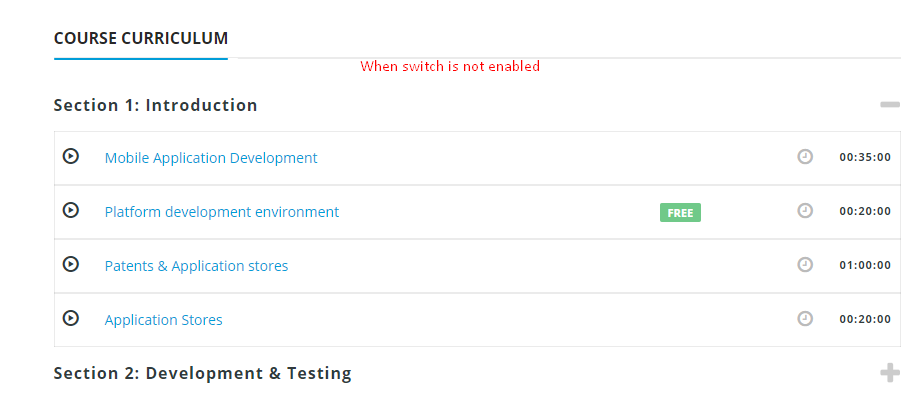 COURSE CURRICULUM
When switch is not enabled
Section 1: Introduction
Mobile Application Development 00:35:00
Platform development environment FREE 00:20:00
Patents & Application stores 01:00:00
Application Stores 00:20:00
Section 2: Development & Testing